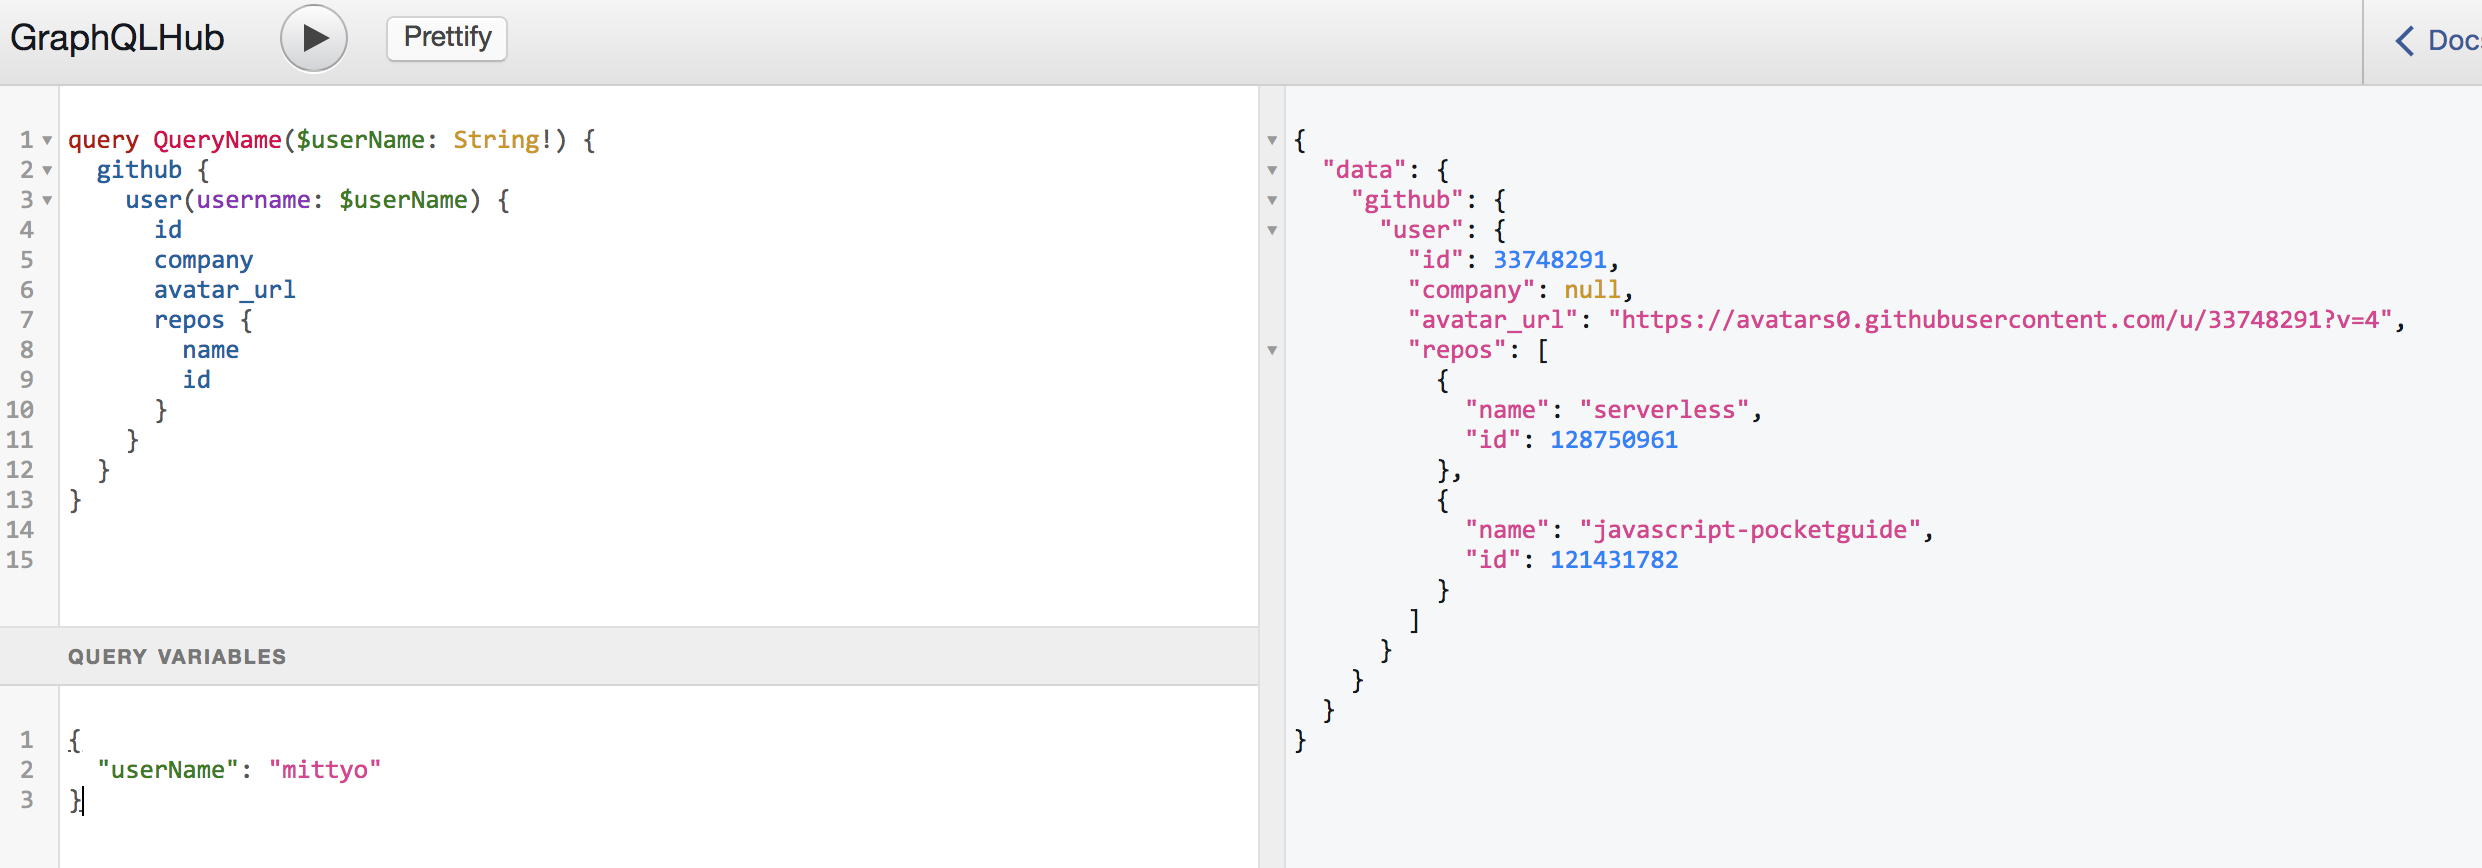 GraphQLHub
Prettify
Docs
1 query QueryName($userName: String!) {
2 github {
3 user(username: $userName) {
4 id
5 company
6 avatar_url
7 repos {
8 name
9 id
10 }
11 }
12 }
13 }
14
15
QUERY VARIABLES
1 {
2 "userName": "mittyo"
3 }
{
"data": {
"github": {
"user": {
"id": 33748291,
"company": null,
"avatar_url": "https://avatars0.githubusercontent.com/u/33748291?v=4",
"repos": [
{
"name": "serverless",
"id": 128750961
},
{
"name": "javascript-pocketguide",
"id": 121431782
}
]
}
}
}
}